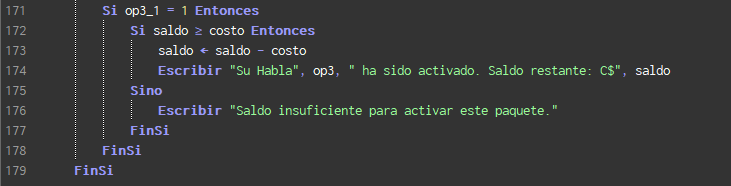 171 Si op3_1 = 1 Entonces
172 Si saldo ≥ costo Entonces
173 saldo ← saldo - costo
174 Escribir "Su Habla", op3, " ha sido activado. Saldo restante: C$", saldo
175 Sino
176 Escribir "Saldo insuficiente para activar este paquete."
177 FinSi
178 FinSi
179 FinSi